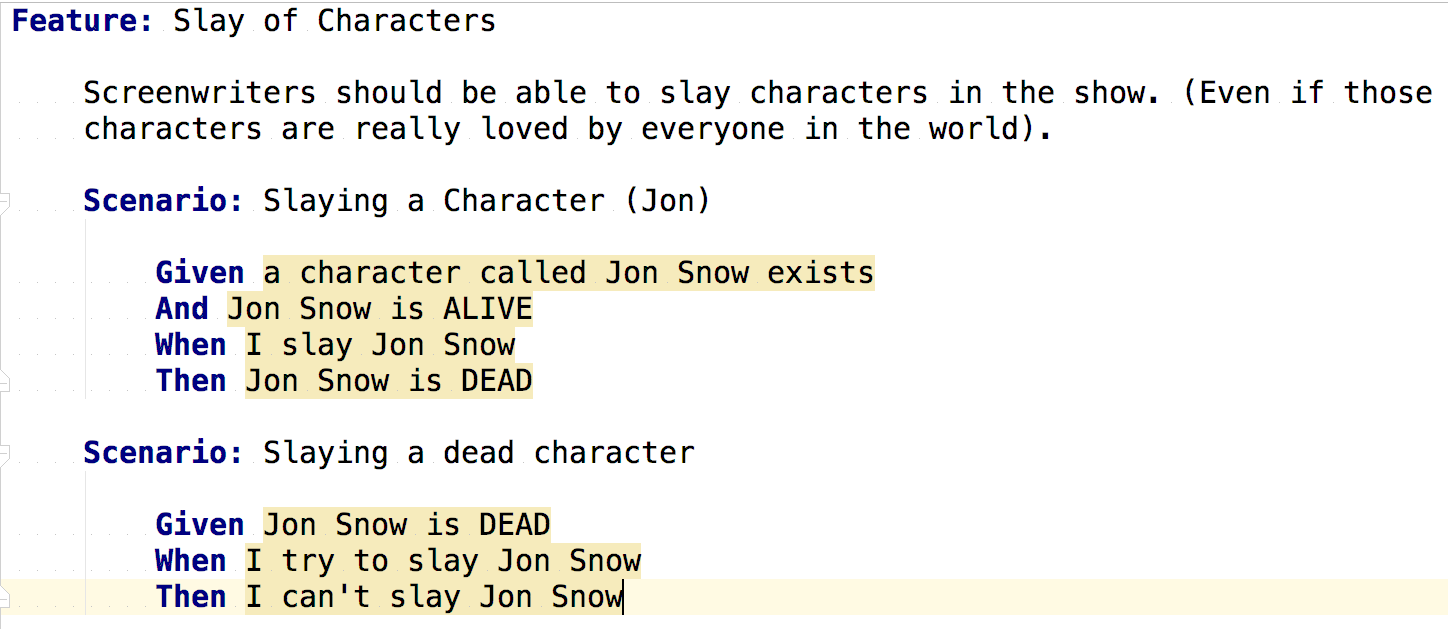 Feature: Slay of Characters
Screenwriters should be able to slay characters in the show. (Even if those
characters are really loved by everyone in the world).
Scenario: Slaying a Character (Jon)
Given a character called Jon Snow exists
And Jon Snow is ALIVE
When I slay Jon Snow
Then Jon Snow is DEAD
Scenario: Slaying a dead character
Given Jon Snow is DEAD
When I try to slay Jon Snow
Then I can't slay Jon Snow